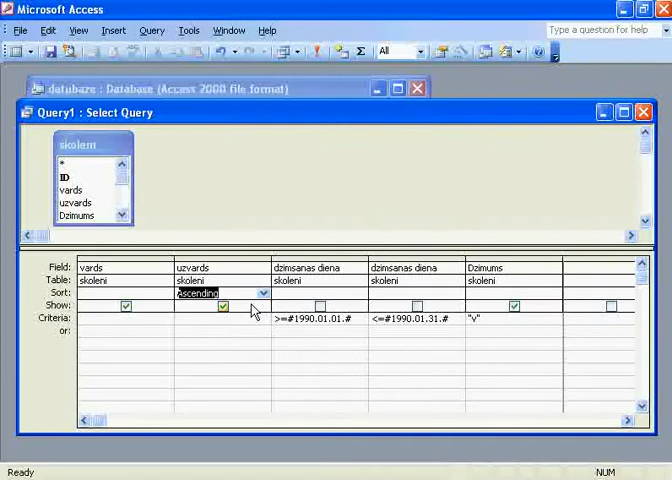 Microsoft Access
File Edit View Insert Query Tools Window Help Type a question for help
All
datubaze : Database (Access 2000 file format)
Query1 : Select Query
skoleni
*
ID
vards
uzvards
Dzimums
Field: vards uzvards dzimsanas diena dzimsanas diena Dzimums
Table: skoleni skoleni skoleni skoleni skoleni
Sort: Ascending
Show:
Criteria: >=#1990.01.01.# <=#1990.01.31.# "v"
or:
Ready NUM